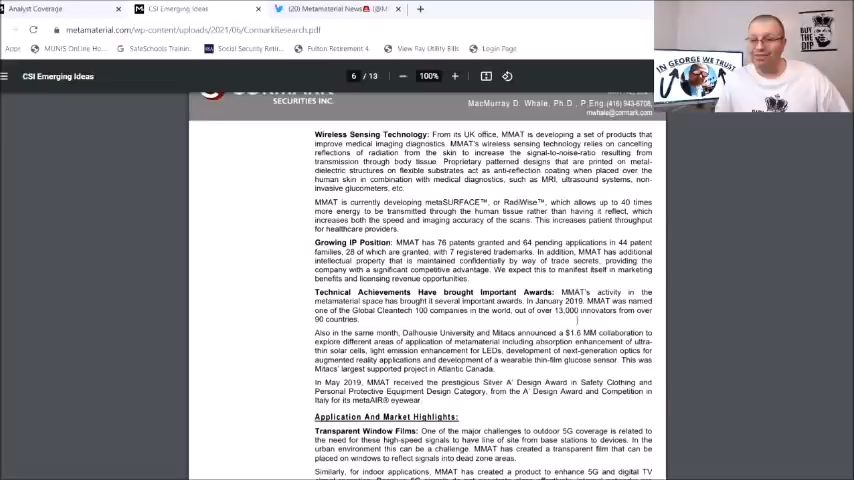 Analyst Coverage
CSI Emerging Ideas
(20) Metamaterial News
metamaterial.com/wp-content/uploads/2021/06/CormarkResearch.pdf
Apps
MUNIS OnLine Ho...
SafeSchools Trainin...
Social Security Retir...
Fulton Retirement 4...
View Pay Utility Bills
Login Page
CSI Emerging Ideas
6 / 13
100%
IN GEORGE WE TRUST
BUY
THE
DIP
CORMARK
SECURITIES INC.
MacMurray D. Whale, Ph.D., P.Eng.(416) 943-6708,
mwhale@cormark.com
Wireless Sensing Technology: From its UK office, MMAT is developing a set of products that
improve medical imaging diagnostics. MMAT's wireless sensing technology relies on cancelling
reflections of radiation from the skin to increase the signal-to-noise-ratio resulting from
transmission through body tissue. Proprietary patterned designs that are printed on metal-
dielectric structures on flexible substrates act as anti-reflection coating when placed over the
human skin in combination with medical diagnostics, such as MRI, ultrasound systems, non-
invasive glucometers, etc.
MMAT is currently developing metaSURFACE™, or RadiWise™, which allows up to 40 times
more energy to be transmitted through the human tissue rather than having it reflect, which
increases both the speed and imaging accuracy of the scans. This increases patient throughput
for healthcare providers.
Growing IP Position: MMAT has 76 patents granted and 64 pending applications in 44 patent
families, 28 of which are granted, with 7 registered trademarks. In addition, MMAT has additional
intellectual property that is maintained confidentially by way of trade secrets, providing the
company with a significant competitive advantage. We expect this to manifest itself in marketing
benefits and licensing revenue opportunities.
Technical Achievements Have brought Important Awards: MMAT's activity in the
metamaterial space has brought it several important awards. In January 2019, MMAT was named
one of the Global Cleantech 100 companies in the world, out of over 13,000 innovators from over
90 countries.
Also in the same month, Dalhousie University and Mitacs announced a $1.6 MM collaboration to
explore different areas of application of metamaterial including absorption enhancement of ultra-
thin solar cells, light emission enhancement for LEDs, development of next-generation optics for
augmented reality applications and development of a wearable thin-film glucose sensor. This was
Mitacs' largest supported project in Atlantic Canada.
In May 2019, MMAT received the prestigious Silver A' Design Award in Safety Clothing and
Personal Protective Equipment Design Category, from the A' Design Award and Competition in
Italy for its metaAIR® eyewear.
Application And Market Highlights:
Transparent Window Films: One of the major challenges to outdoor 5G coverage is related to
the need for these high-speed signals to have line of site from base stations to devices. In the
urban environment this can be a challenge. MMAT has created a transparent film that can be
placed on windows to reflect signals into dead zone areas.
Similarly, for indoor applications, MMAT has created a product to enhance 5G and digital TV